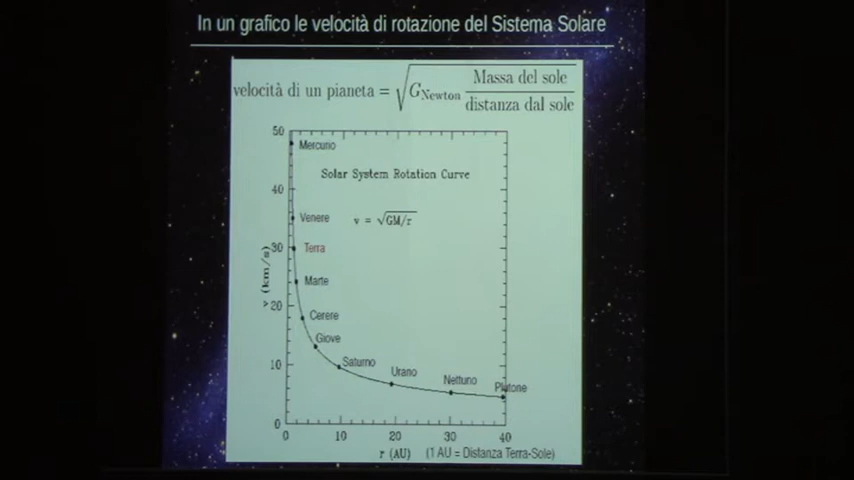 In un grafico le velocità di rotazione del Sistema Solare
velocità di un pianeta = √ G_Newton Massa del sole / distanza dal sole
50
Mercurio
Solar System Rotation Curve
40
Venere
v = √GM/r
30
Terra
v (km/s)
Marte
20
Cerere
Giove
Saturno
10
Urano
Nettuno
Plutone
0
0 10 20 30 40
r (AU) (1 AU = Distanza Terra-Sole)